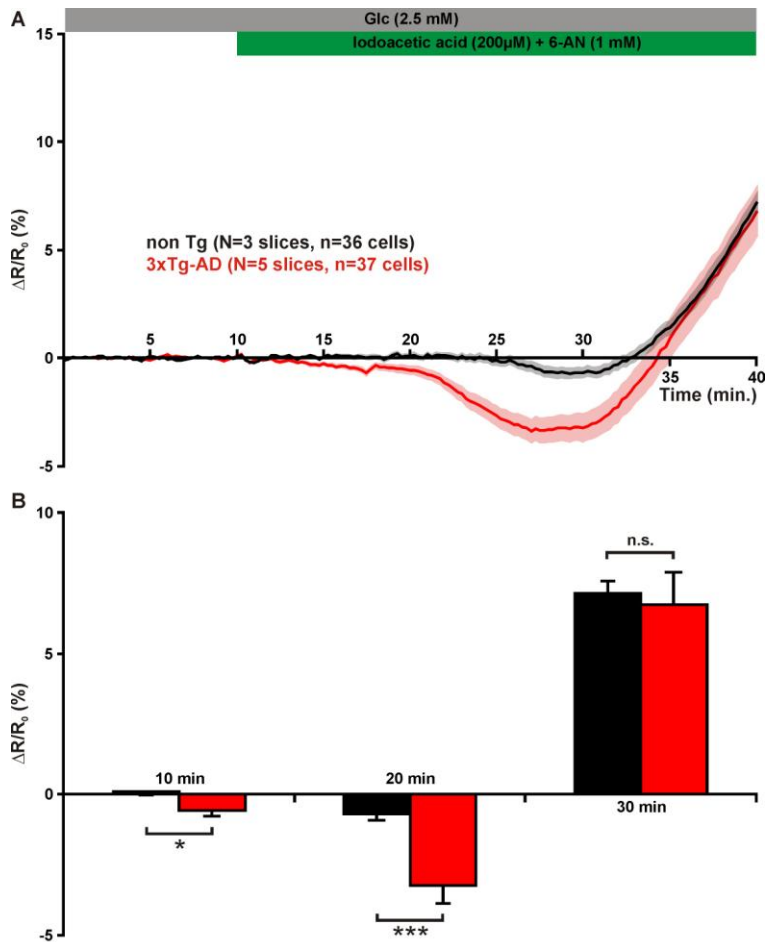 A
Glc (2.5 mM)
Iodoacetic acid (200µM) + 6-AN (1 mM)
15
10
5
0
-5
ΔR/R₀ (%)
non Tg (N=3 slices, n=36 cells)
3xTg-AD (N=5 slices, n=37 cells)
5 10 15 20 25 30 35 40
Time (min.)
B
10
5
0
-5
ΔR/R₀ (%)
n.s.
10 min
20 min
30 min
*
***